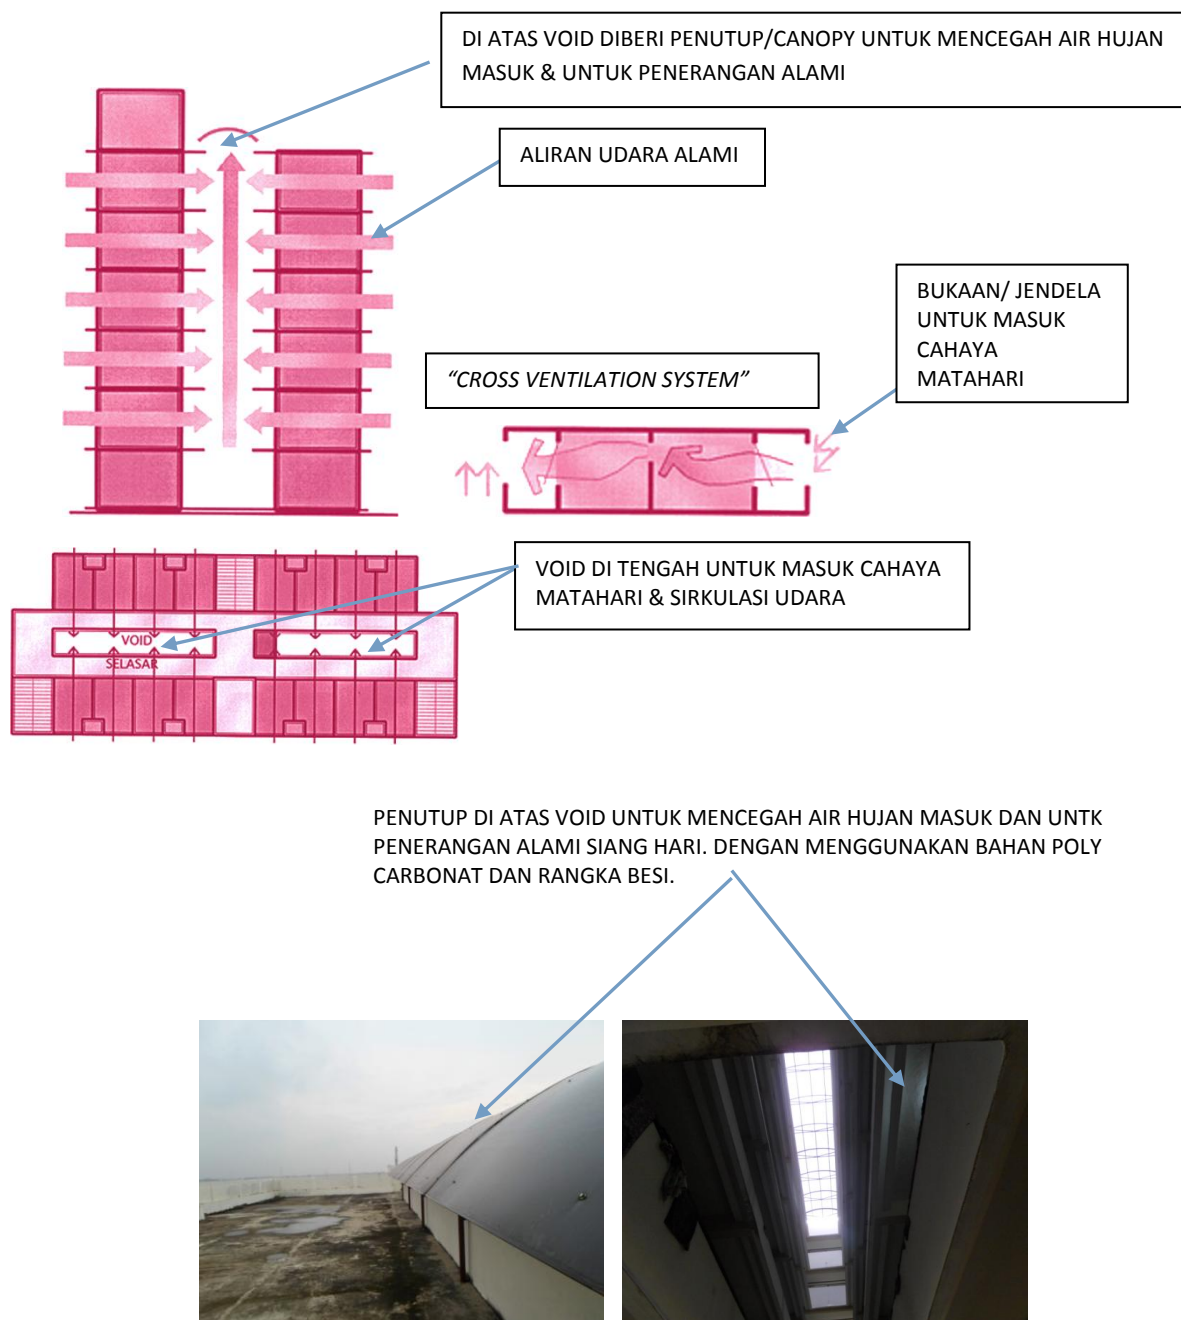 DI ATAS VOID DIBERI PENUTUP/CANOPY UNTUK MENCEGAH AIR HUJAN
MASUK & UNTUK PENERANGAN ALAMI
ALIRAN UDARA ALAMI
BUKAAN/ JENDELA
UNTUK MASUK
CAHAYA
MATAHARI
“CROSS VENTILATION SYSTEM”
VOID DI TENGAH UNTUK MASUK CAHAYA
MATAHARI & SIRKULASI UDARA
VOID
SELASAR
PENUTUP DI ATAS VOID UNTUK MENCEGAH AIR HUJAN MASUK DAN UNTK
PENERANGAN ALAMI SIANG HARI. DENGAN MENGGUNAKAN BAHAN POLY
CARBONAT DAN RANGKA BESI.